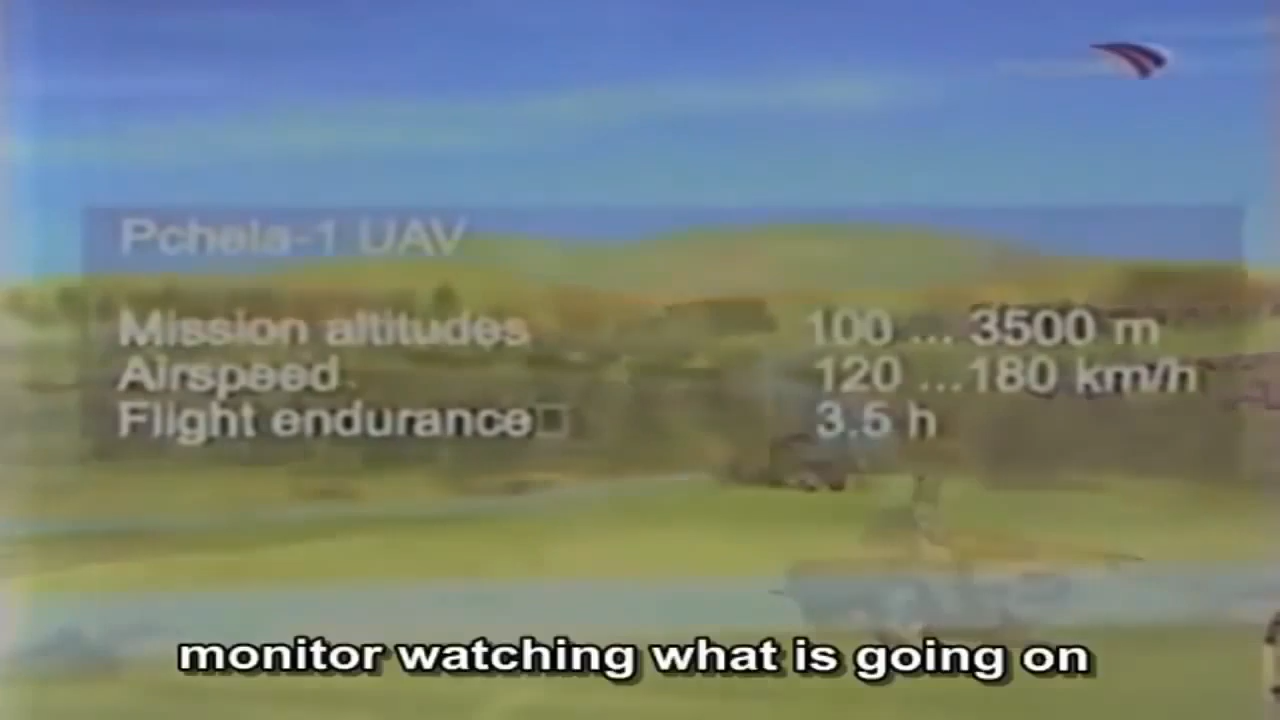 Pchela-1 UAV
Mission altitudes 100 ... 3500 m
Airspeed 120 ...180 km/h
Flight endurance□ 3.5 h
monitor watching what is going on